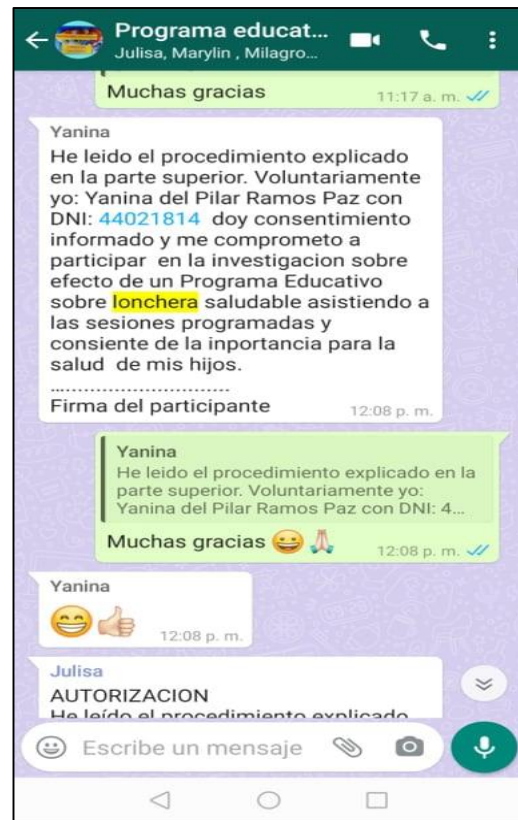 Programa educat...
Julisa, Marylin , Milagro...
Muchas gracias
11:17 a. m.
Yanina
He leido el procedimiento explicado
en la parte superior. Voluntariamente
yo: Yanina del Pilar Ramos Paz con
DNI: 44021814 doy consentimiento
informado y me comprometo a
participar en la investigacion sobre
efecto de un Programa Educativo
sobre lonchera saludable asistiendo a
las sesiones programadas y
consiente de la inportancia para la
salud de mis hijos.
..............................
Firma del participante
12:08 p. m.
Yanina
He leido el procedimiento explicado en la
parte superior. Voluntariamente yo:
Yanina del Pilar Ramos Paz con DNI: 4...
Muchas gracias 😀🙏🏻
12:08 p. m.
Yanina
😁👍🏻
12:08 p. m.
Julisa
AUTORIZACION
He leído el procedimiento explicado
Escribe un mensaje